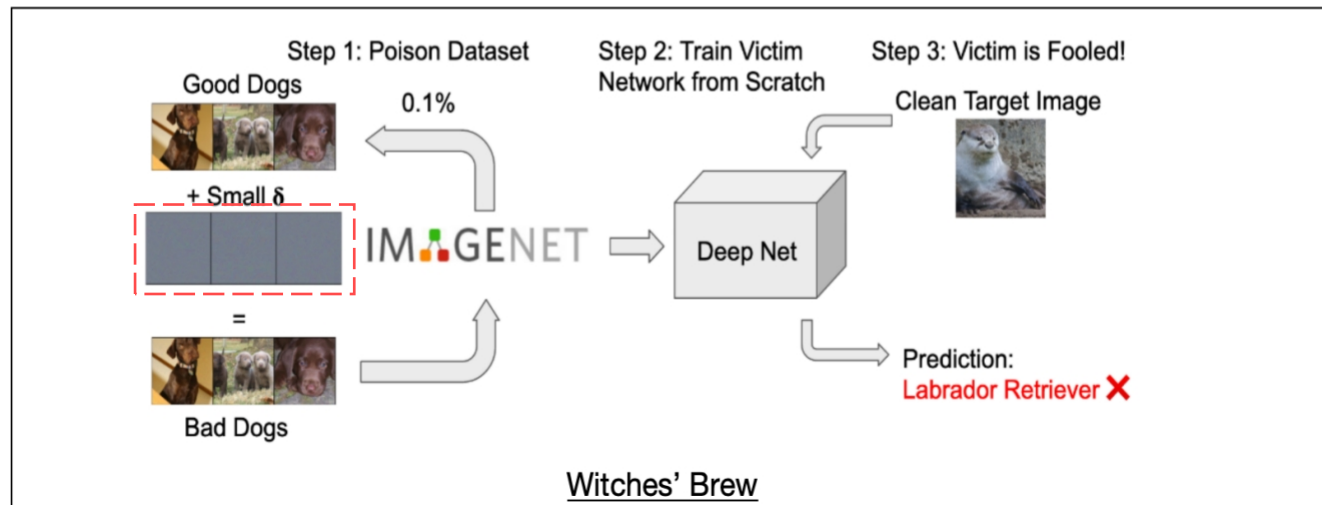 Step 1: Poison Dataset
Good Dogs
0.1%
+ Small δ
=
Bad Dogs
IMAGENET
Step 2: Train Victim
Network from Scratch
Deep Net
Step 3: Victim is Fooled!
Clean Target Image
Prediction:
Labrador Retriever ❌
Witches’ Brew